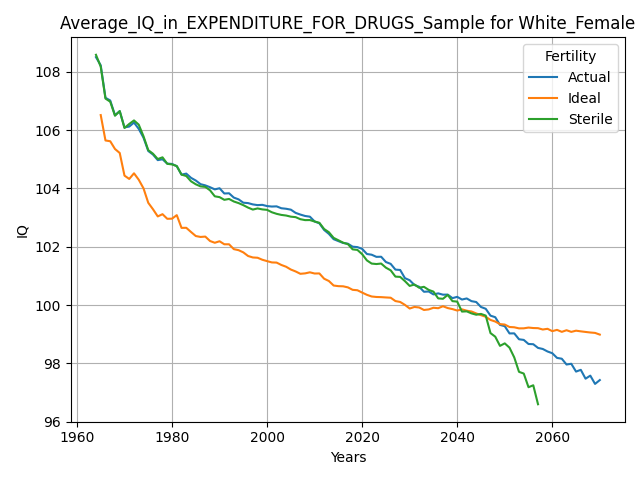 Average_IQ_in_EXPENDITURE_FOR_DRUGS_Sample for White_Female
Fertility
Actual
Ideal
Sterile
108
106
104
102
100
98
96
IQ
1960
1980
2000
2020
2040
2060
Years